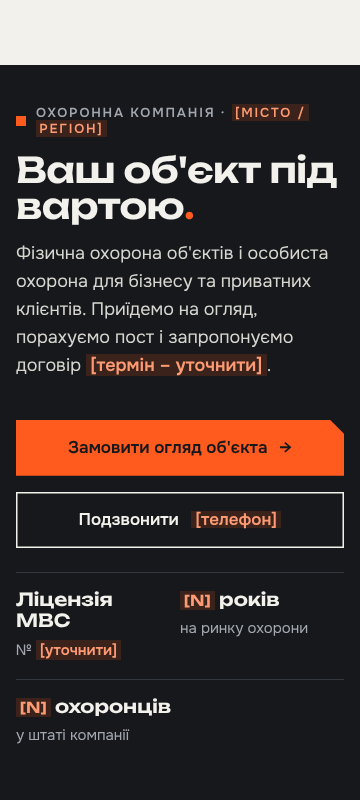 ОХОРОННА КОМПАНІЯ · [МІСТО /
РЕГІОН]
Ваш об'єкт під
вартою.
Фізична охорона об'єктів і особиста
охорона для бізнесу та приватних
клієнтів. Приїдемо на огляд,
порахуємо пост і запропонуємо
договір [термін – уточнити].
Замовити огляд об'єкта →
Подзвонити [телефон]
Ліцензія
МВС
№ [уточнити]
[N] років
на ринку охорони
[N] охоронців
у штаті компанії